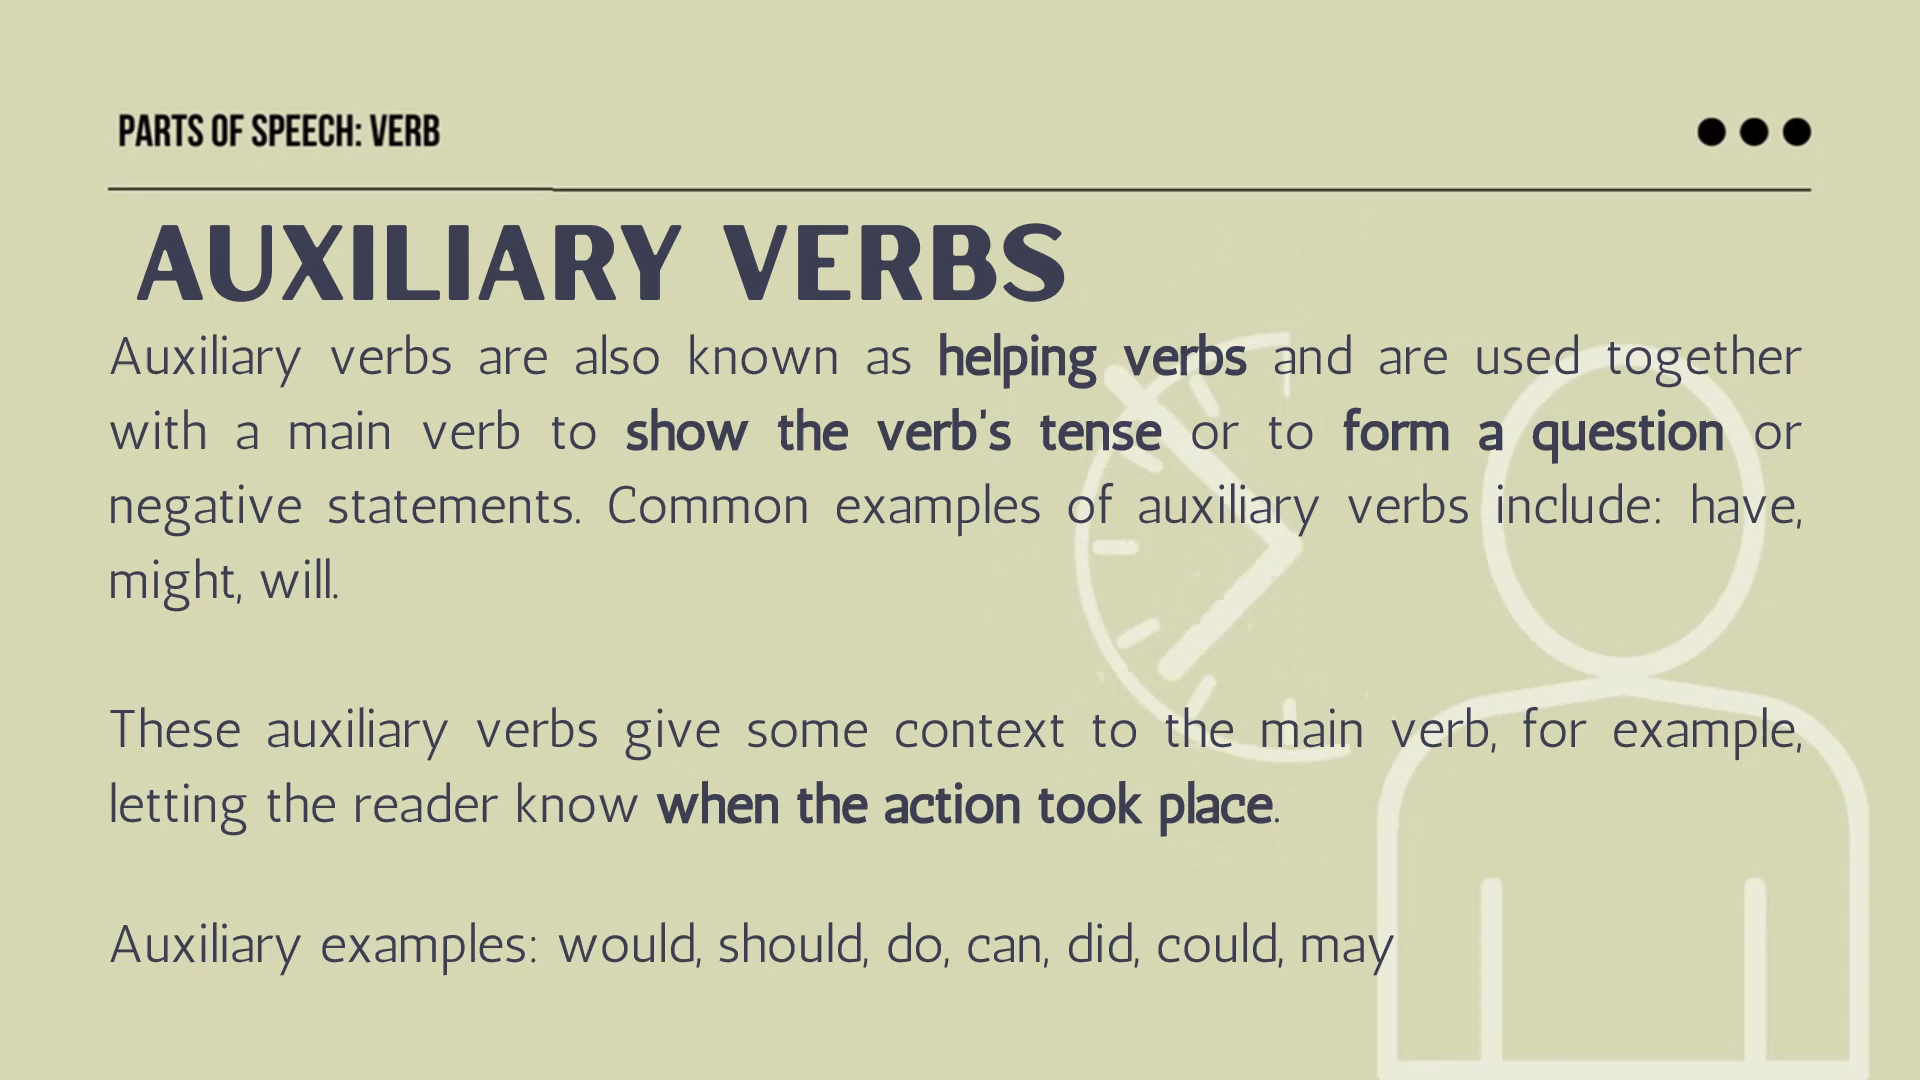 PARTS OF SPEECH: VERB
AUXILIARY VERBS
Auxiliary verbs are also known as helping verbs and are used together
with a main verb to show the verb's tense or to form a question or
negative statements. Common examples of auxiliary verbs include: have,
might, will.
These auxiliary verbs give some context to the main verb, for example,
letting the reader know when the action took place.
Auxiliary examples: would, should, do, can, did, could, may